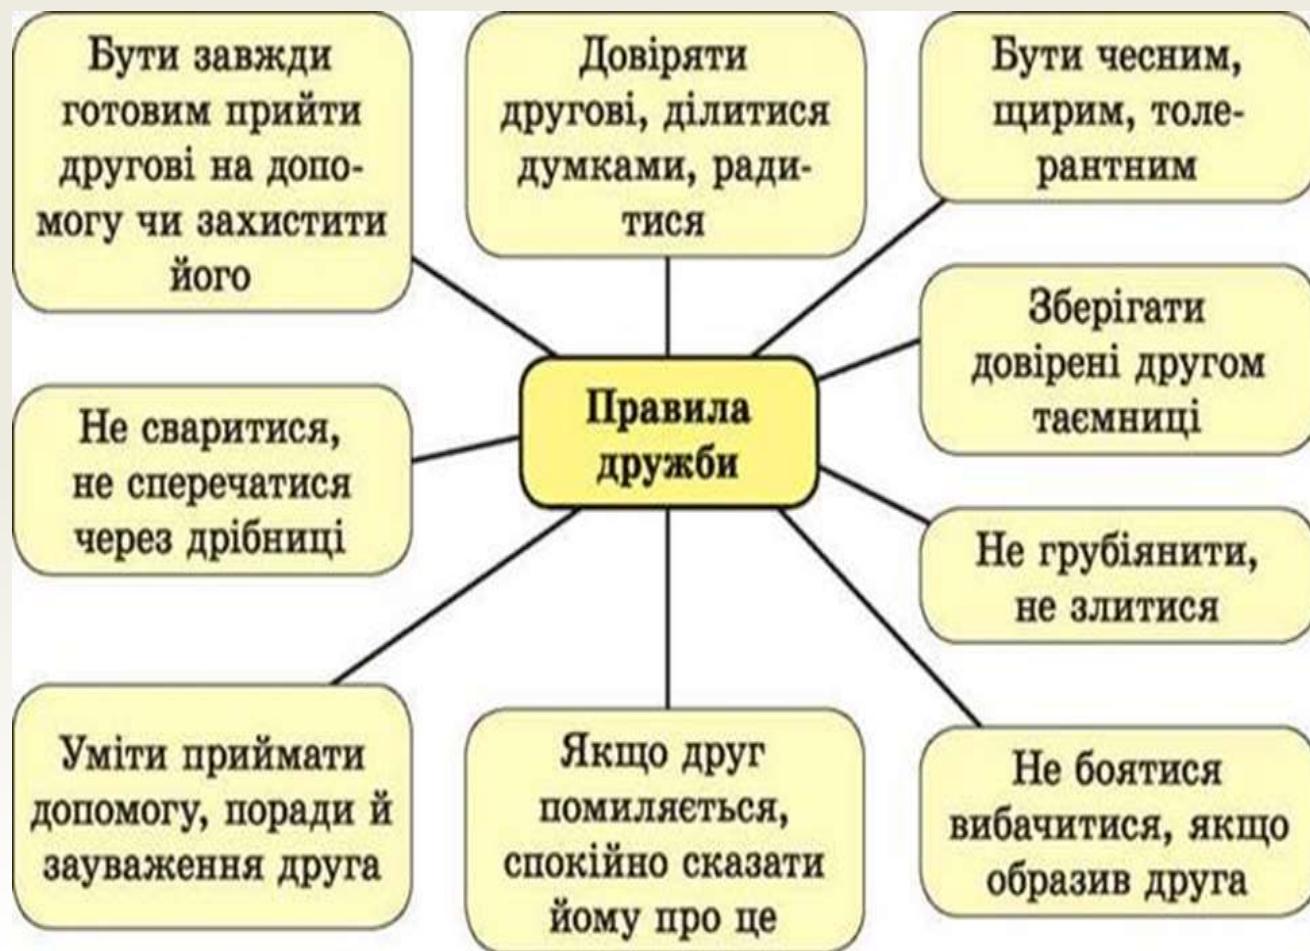 Бути завжди
готовим прийти
другові на допо-
могу чи захистити
його
Довіряти
другові, ділитися
думками, ради-
тися
Бути чесним,
щирим, толе-
рантним
Зберігати
довірені другом
таємниці
Правила
дружби
Не сваритися,
не сперечатися
через дрібниці
Не грубіянити,
не злитися
Уміти приймати
допомогу, поради й
зауваження друга
Якщо друг
помиляється,
спокійно сказати
йому про це
Не боятися
вибачитися, якщо
образив друга